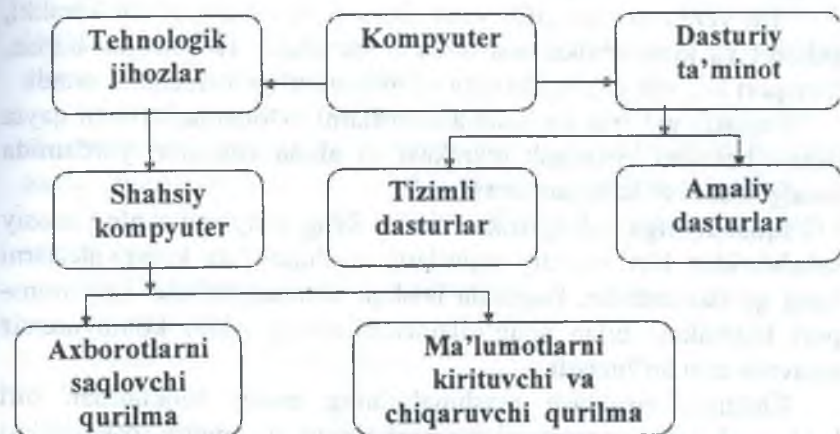 Tehnologik
jihozlar
Kompyuter
Dasturiy
ta’minot
Shahsiy
kompyuter
Tizimli
dasturlar
Amaliy
dasturlar
Axborotlarni
saqlovchi
qurilma
Ma’lumotlarni
kirituvchi va
chiqaruvchi qurilma